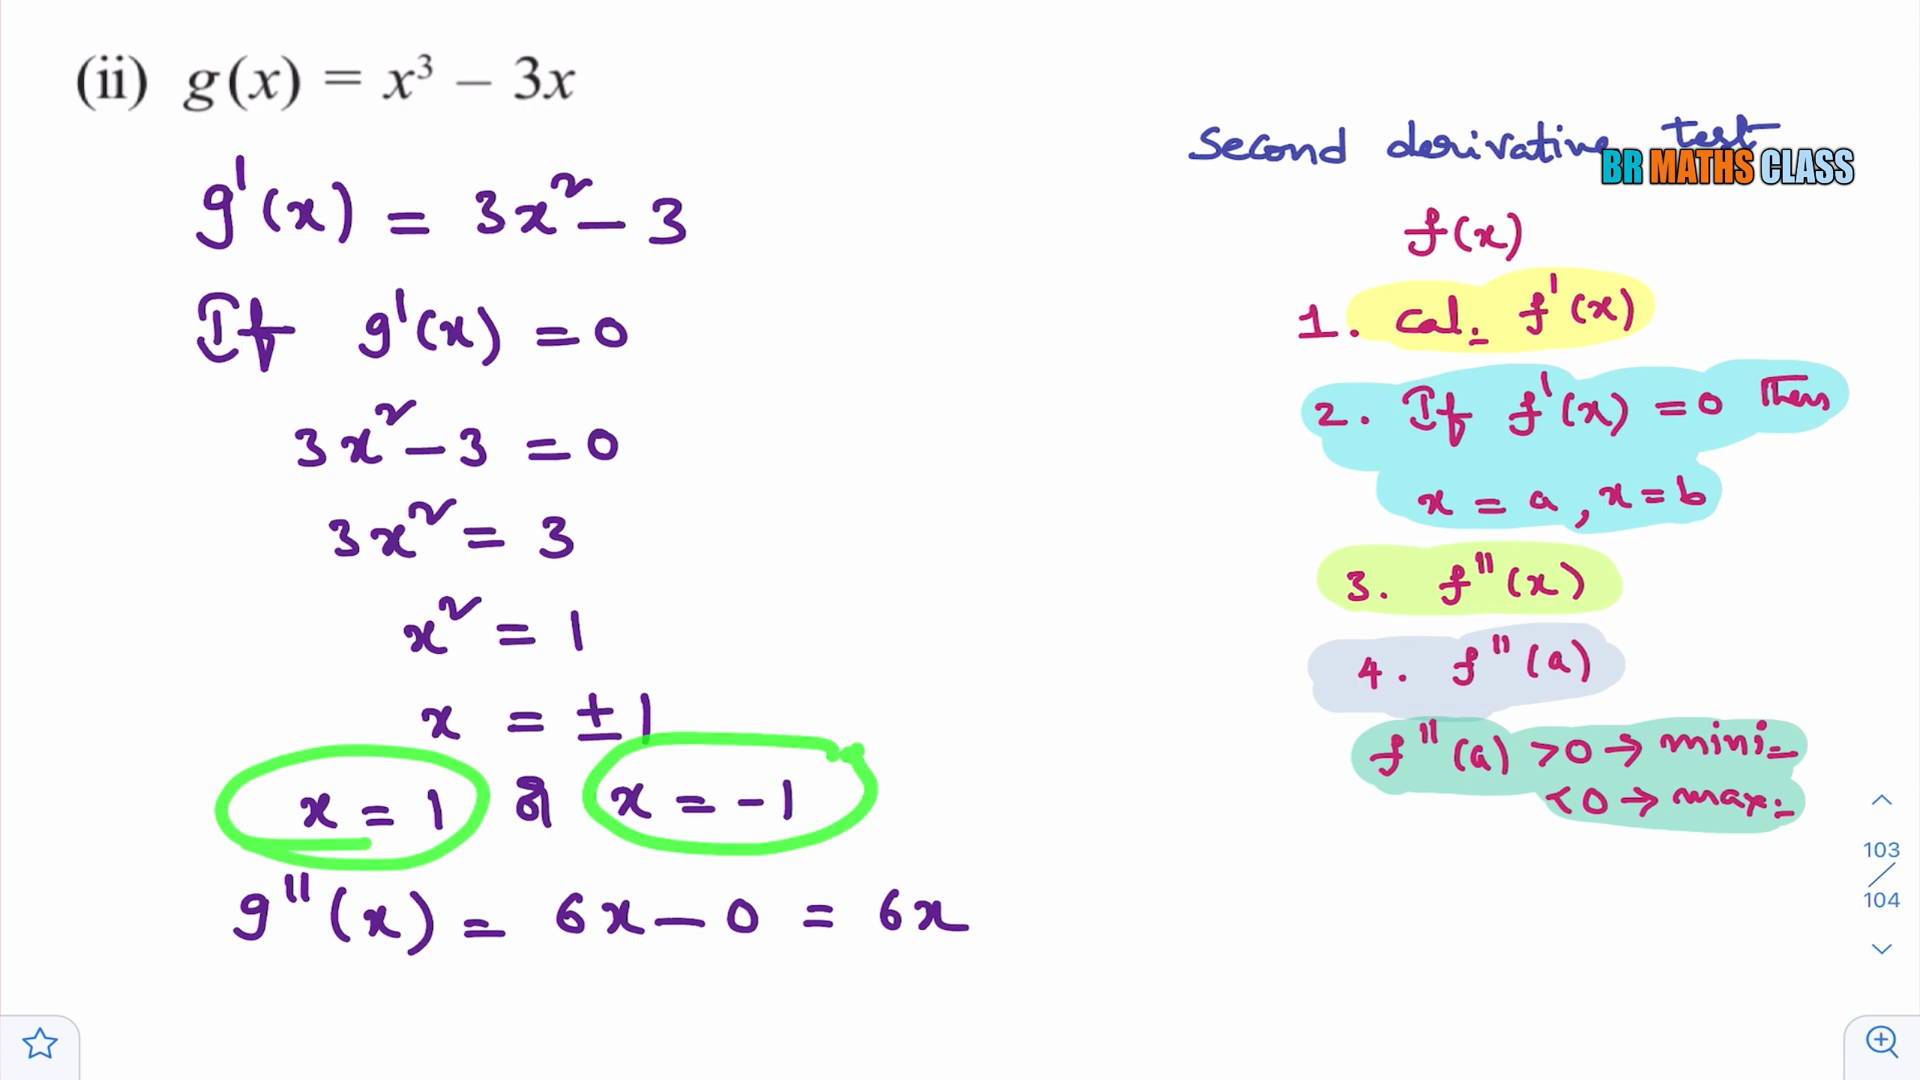 (ii) g(x) = x³ − 3x
g'(x) = 3x² − 3
If g'(x) = 0
3x² − 3 = 0
3x² = 3
x² = 1
x = ± 1
x = 1 x = −1
g''(x) = 6x − 0 = 6x
Second derivative test
BR MATHS CLASS
f(x)
1. Cal. f'(x)
2. If f'(x) = 0 Then
x = a, x = b
3. f''(x)
4. f''(a)
f''(a) > 0 → mini
< 0 → max.
103
/
104